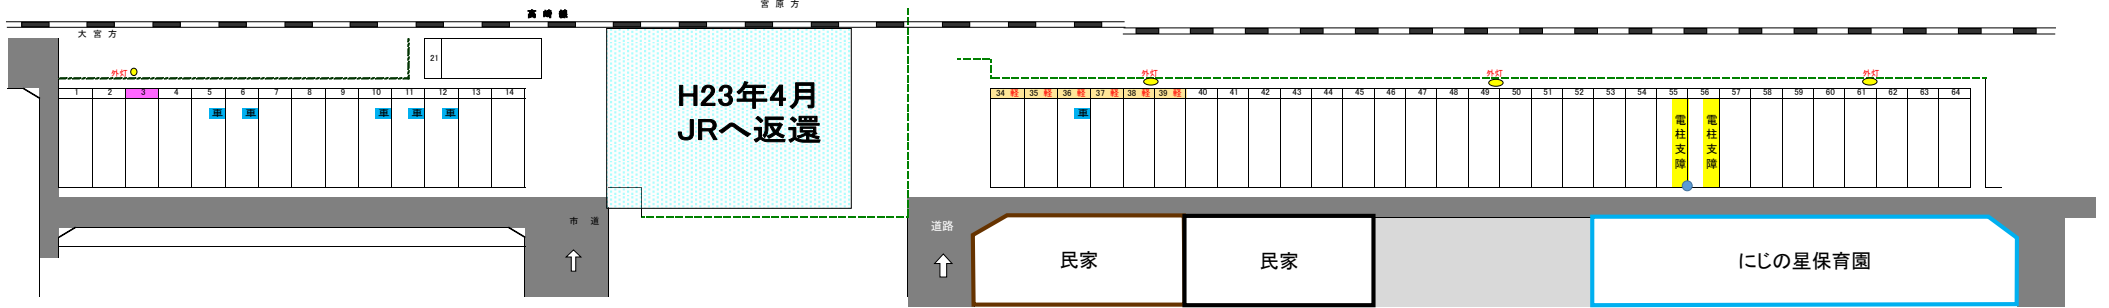 宮原方
高崎線
大宮方
21
外灯
外灯
外灯
外灯
1 2 3 4 5 6 7 8 9 10 11 12 13 14
34 軽 35 軽 36 軽 37 軽 38 軽 39 軽 40 41 42 43 44 45 46 47 48 49 50 51 52 53 54 55 56 57 58 59 60 61 62 63 64
車 車 車 車 車
車
H23年4月
JRへ返還
電柱支障
電柱支障
市道
道路
民家
民家
にじの星保育園